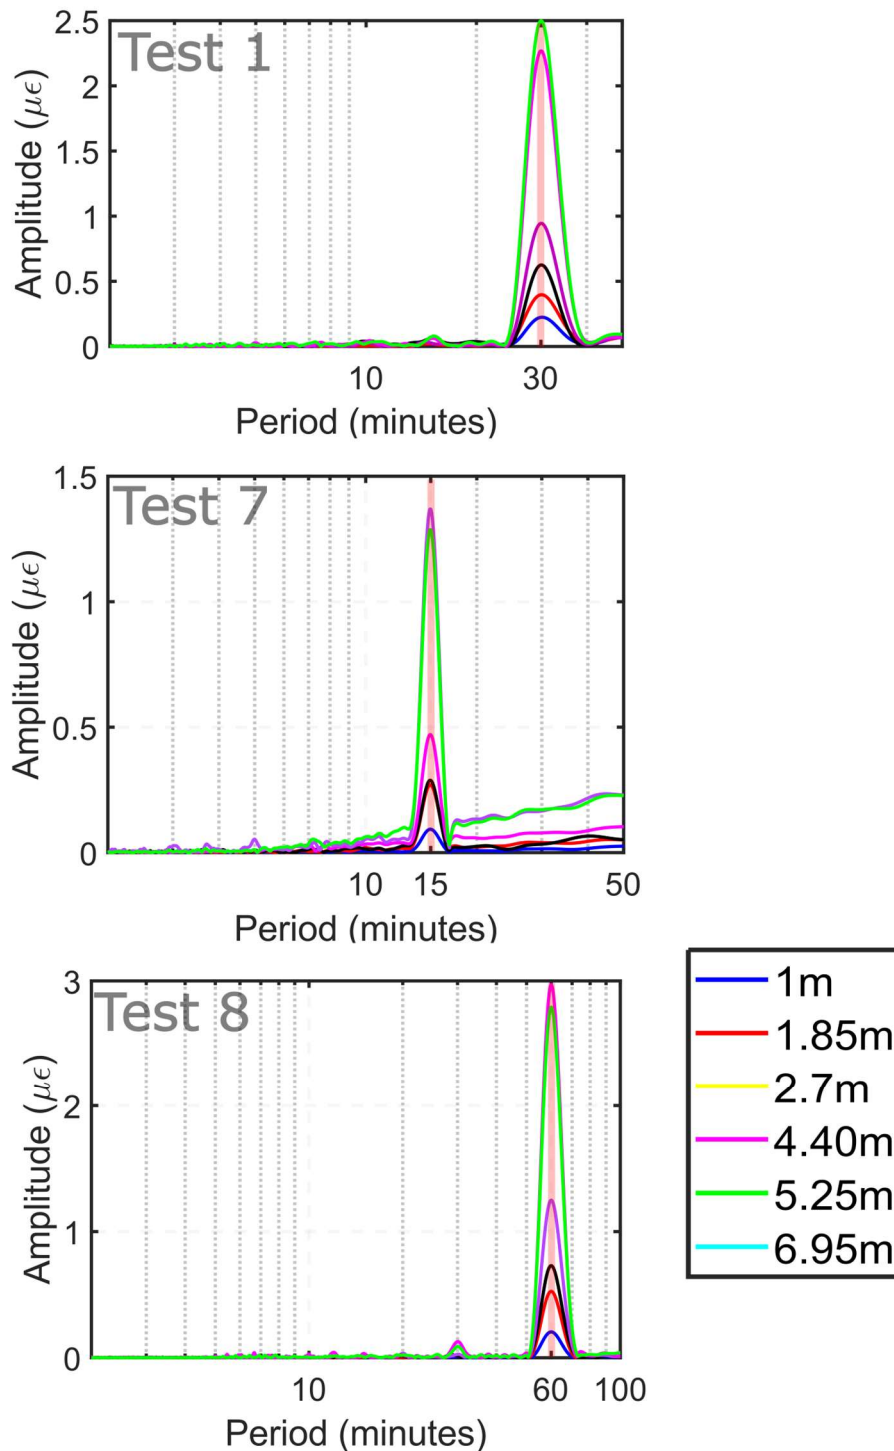 Test 1
Amplitude (με)
2.5
2
1.5
1
0.5
0
10
30
Period (minutes)
Test 7
Amplitude (με)
1.5
1
0.5
0
10
15
50
Period (minutes)
Test 8
Amplitude (με)
3
2
1
0
10
60
100
Period (minutes)
1m
1.85m
2.7m
4.40m
5.25m
6.95m